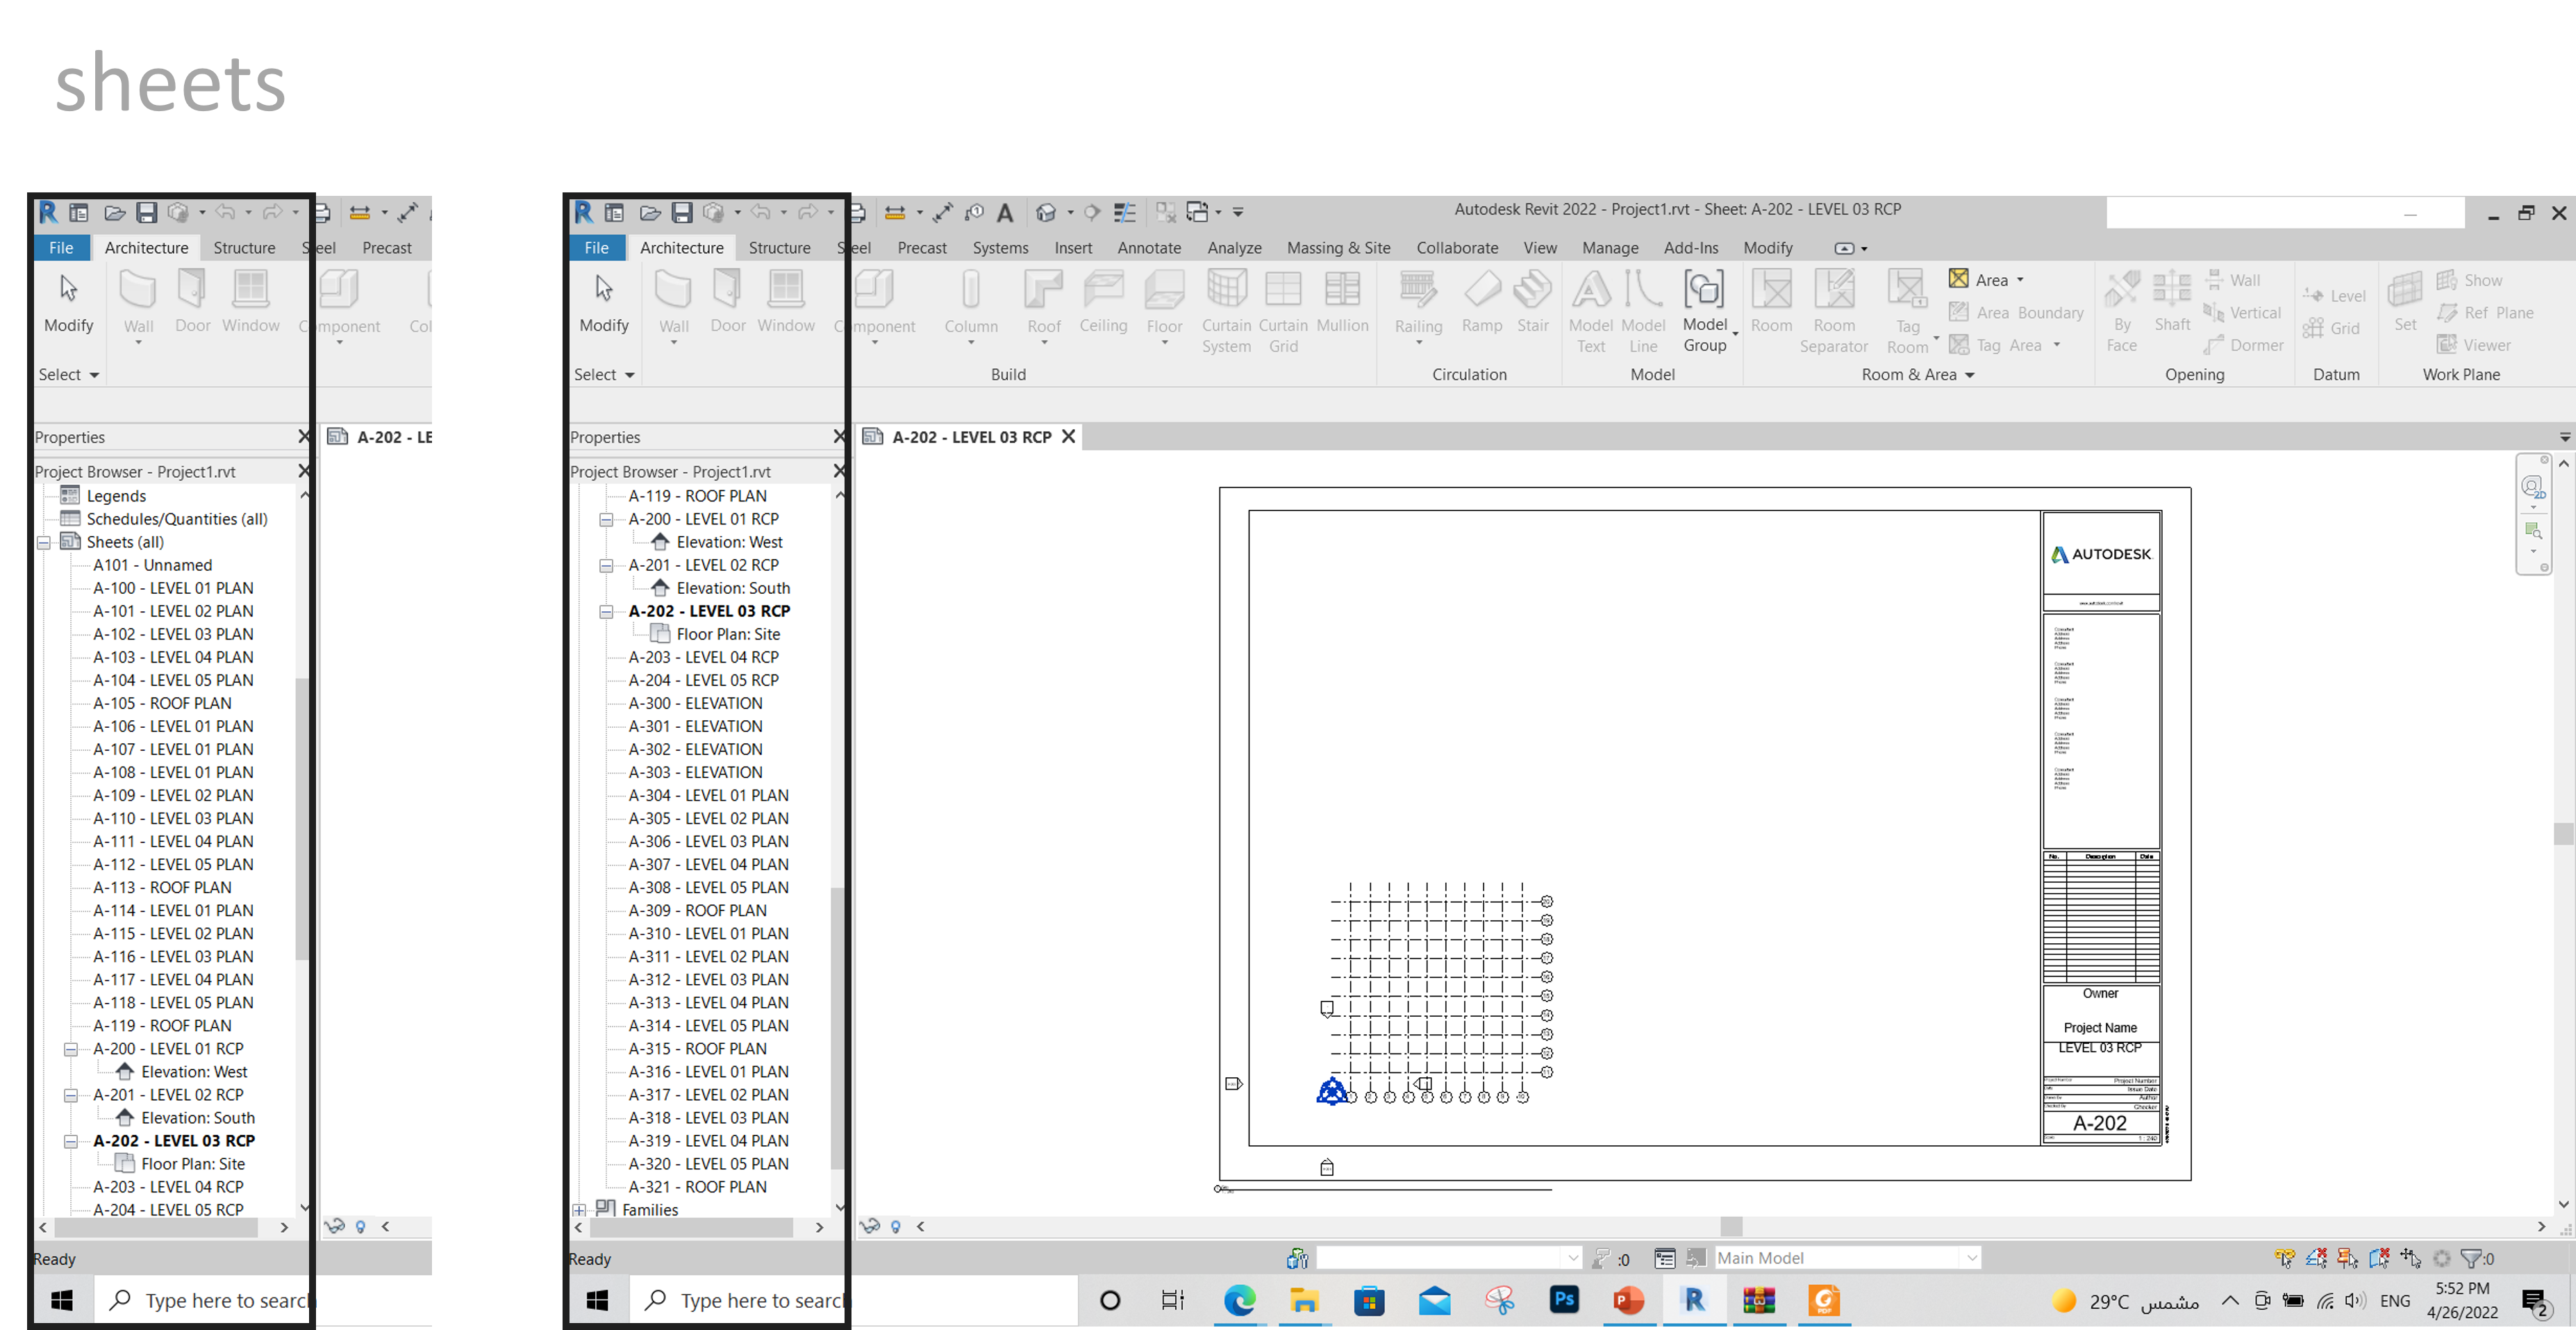 sheets
File Architecture Structure Steel Precast
Modify Wall Door Window Component
Select
Properties
A-202 - LE
Project Browser - Project1.rvt
Legends
Schedules/Quantities (all)
Sheets (all)
A101 - Unnamed
A-100 - LEVEL 01 PLAN
A-101 - LEVEL 02 PLAN
A-102 - LEVEL 03 PLAN
A-103 - LEVEL 04 PLAN
A-104 - LEVEL 05 PLAN
A-105 - ROOF PLAN
A-106 - LEVEL 01 PLAN
A-107 - LEVEL 01 PLAN
A-108 - LEVEL 01 PLAN
A-109 - LEVEL 02 PLAN
A-110 - LEVEL 03 PLAN
A-111 - LEVEL 04 PLAN
A-112 - LEVEL 05 PLAN
A-113 - ROOF PLAN
A-114 - LEVEL 01 PLAN
A-115 - LEVEL 02 PLAN
A-116 - LEVEL 03 PLAN
A-117 - LEVEL 04 PLAN
A-118 - LEVEL 05 PLAN
A-119 - ROOF PLAN
A-200 - LEVEL 01 RCP
Elevation: West
A-201 - LEVEL 02 RCP
Elevation: South
A-202 - LEVEL 03 RCP
Floor Plan: Site
A-203 - LEVEL 04 RCP
A-204 - LEVEL 05 RCP
Ready
Type here to search
Autodesk Revit 2022 - Project1.rvt - Sheet: A-202 - LEVEL 03 RCP
File Architecture Structure Steel Precast Systems Insert Annotate Analyze Massing & Site Collaborate View Manage Add-Ins Modify
Modify Wall Door Window Component Column Roof Ceiling Floor Curtain System Curtain Grid Mullion Railing Ramp Stair Model Text Model Line Model Group Room Room Separator Tag Room
Area
Area Boundary
Tag Area
By Face Shaft
Wall
Vertical
Dormer
Level
Grid
Set
Show
Ref Plane
Viewer
Select Build Circulation Model Room & Area Opening Datum Work Plane
Properties
A-202 - LEVEL 03 RCP
Project Browser - Project1.rvt
A-119 - ROOF PLAN
A-200 - LEVEL 01 RCP
Elevation: West
A-201 - LEVEL 02 RCP
Elevation: South
A-202 - LEVEL 03 RCP
Floor Plan: Site
A-203 - LEVEL 04 RCP
A-204 - LEVEL 05 RCP
A-300 - ELEVATION
A-301 - ELEVATION
A-302 - ELEVATION
A-303 - ELEVATION
A-304 - LEVEL 01 PLAN
A-305 - LEVEL 02 PLAN
A-306 - LEVEL 03 PLAN
A-307 - LEVEL 04 PLAN
A-308 - LEVEL 05 PLAN
A-309 - ROOF PLAN
A-310 - LEVEL 01 PLAN
A-311 - LEVEL 02 PLAN
A-312 - LEVEL 03 PLAN
A-313 - LEVEL 04 PLAN
A-314 - LEVEL 05 PLAN
A-315 - ROOF PLAN
A-316 - LEVEL 01 PLAN
A-317 - LEVEL 02 PLAN
A-318 - LEVEL 03 PLAN
A-319 - LEVEL 04 PLAN
A-320 - LEVEL 05 PLAN
A-321 - ROOF PLAN
Families
2D
AUTODESK
No. Description Date
Owner
Project Name
LEVEL 03 RCP
Project Number
Issue Date
Author
Checker
A-202
1 : 240
Ready
:0
Main Model
:0
Type here to search
29°C مشمس
ENG
5:52 PM
4/26/2022
2